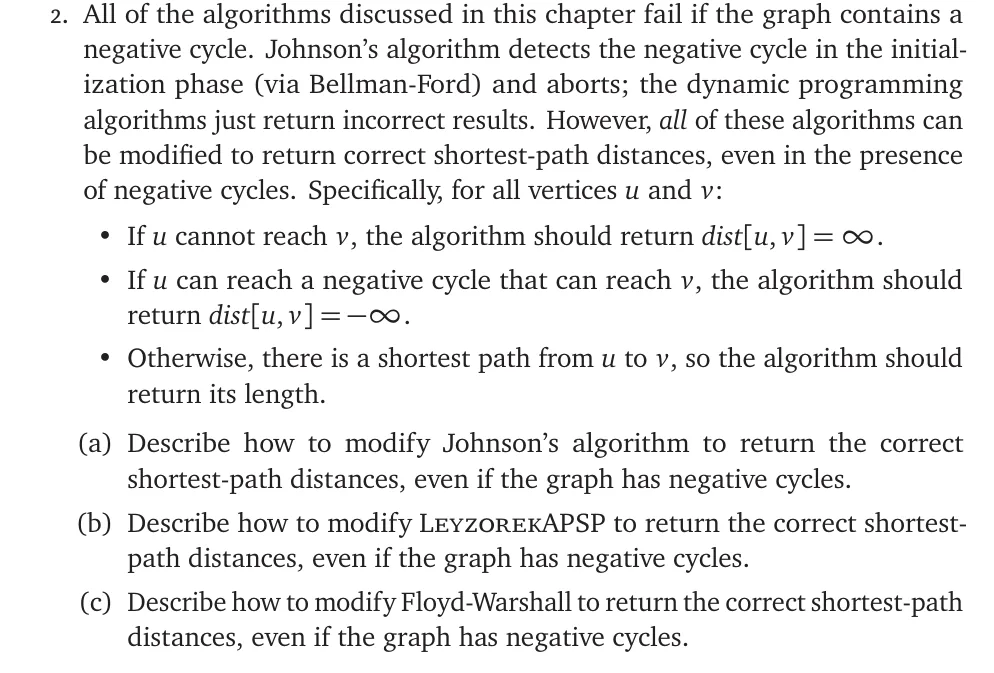 2. All of the algorithms discussed in this chapter fail if the graph contains a
negative cycle. Johnson’s algorithm detects the negative cycle in the initial-
ization phase (via Bellman-Ford) and aborts; the dynamic programming
algorithms just return incorrect results. However, all of these algorithms can
be modified to return correct shortest-path distances, even in the presence
of negative cycles. Specifically, for all vertices u and v:
• If u cannot reach v, the algorithm should return dist[u, v] = ∞.
• If u can reach a negative cycle that can reach v, the algorithm should
return dist[u, v] = −∞.
• Otherwise, there is a shortest path from u to v, so the algorithm should
return its length.
(a) Describe how to modify Johnson’s algorithm to return the correct
shortest-path distances, even if the graph has negative cycles.
(b) Describe how to modify LEYZOREKAPSP to return the correct shortest-
path distances, even if the graph has negative cycles.
(c) Describe how to modify Floyd-Warshall to return the correct shortest-path
distances, even if the graph has negative cycles.